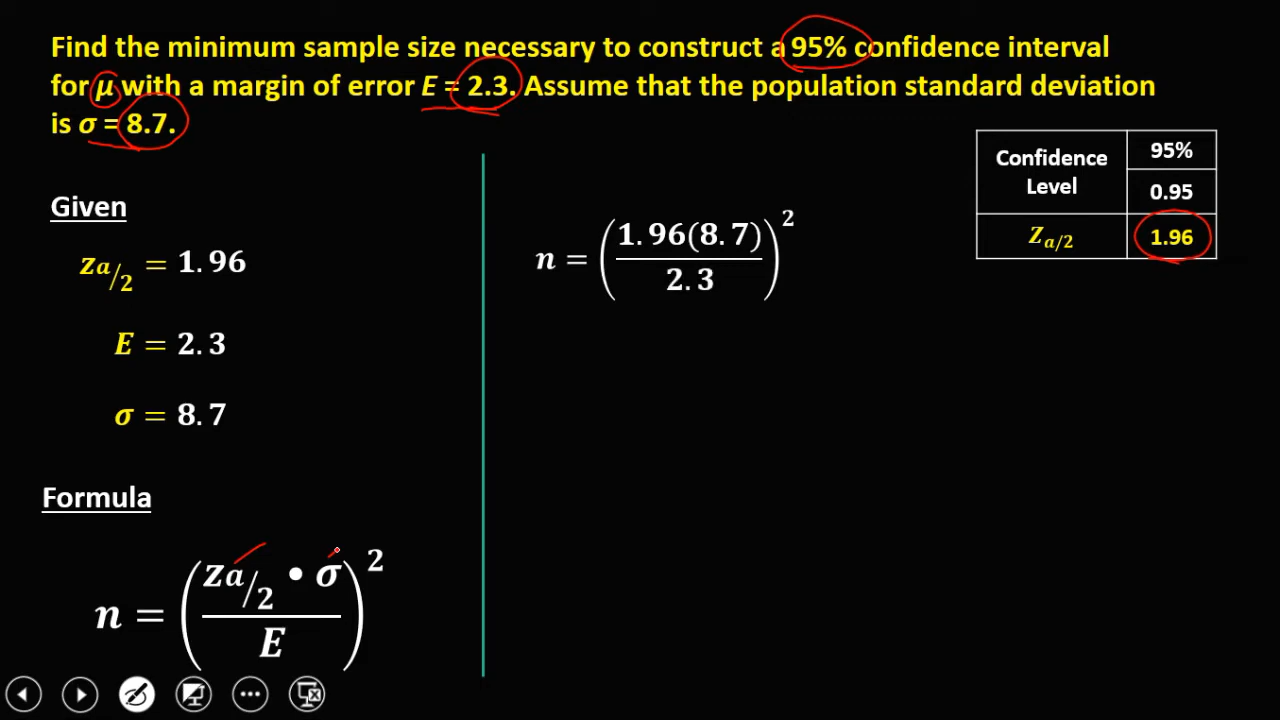 Find the minimum sample size necessary to construct a 95% confidence interval
for μ with a margin of error E = 2.3. Assume that the population standard deviation
is σ = 8.7.
Confidence Level 95%
0.95
Z_{a/2} 1.96
Given
Za/2 = 1.96
E = 2.3
σ = 8.7
n = (1.96(8.7) / 2.3)^2
Formula
n = (Za/2 • σ / E)^2